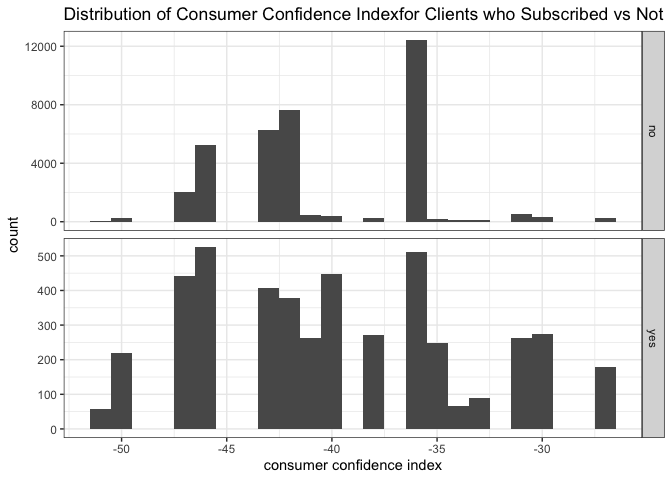 Distribution of Consumer Confidence Indexfor Clients who Subscribed vs Not
12000
8000
4000
0
no
count
500
400
300
200
100
0
yes
-50 -45 -40 -35 -30
consumer confidence index